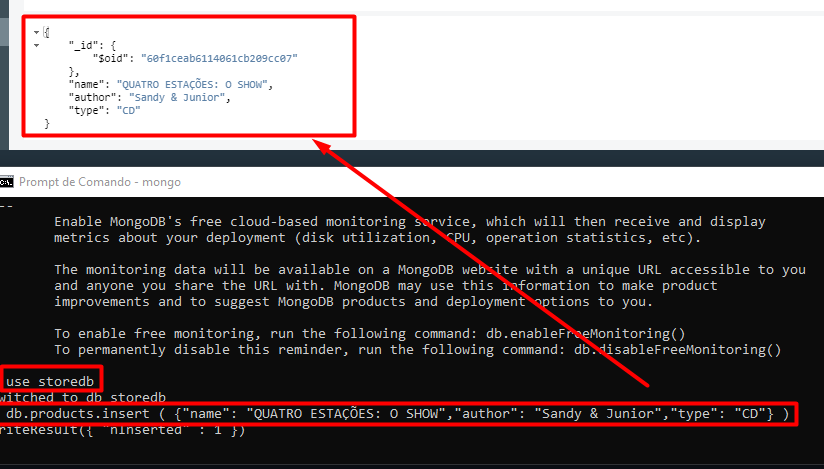 {
"_id": {
"$oid": "60f1ceab6114061cb209cc07"
},
"name": "QUATRO ESTAÇÕES: O SHOW",
"author": "Sandy & Junior",
"type": "CD"
}
Prompt de Comando - mongo
--
Enable MongoDB's free cloud-based monitoring service, which will then receive and display
metrics about your deployment (disk utilization, CPU, operation statistics, etc).
The monitoring data will be available on a MongoDB website with a unique URL accessible to you
and anyone you share the URL with. MongoDB may use this information to make product
improvements and to suggest MongoDB products and deployment options to you.
To enable free monitoring, run the following command: db.enableFreeMonitoring()
To permanently disable this reminder, run the following command: db.disableFreeMonitoring()
use storedb
witched to db storedb
db.products.insert ( {"name": "QUATRO ESTAÇÕES: O SHOW","author": "Sandy & Junior","type": "CD"} )
riteResult({ "nInserted" : 1 })